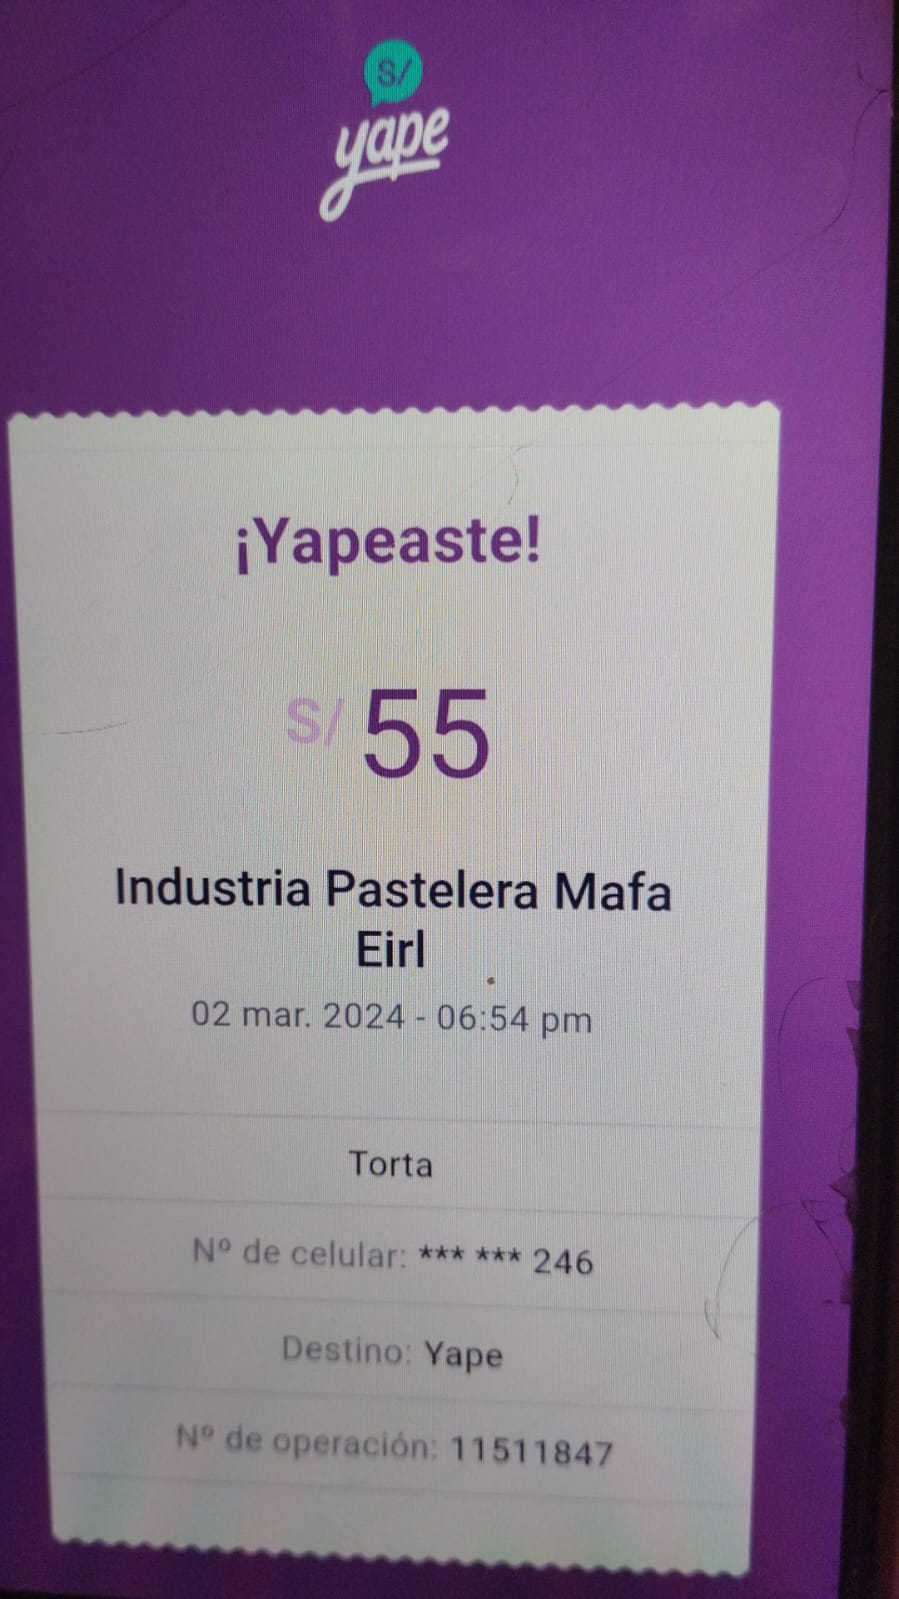 S/
yape
¡Yapeaste!
S/ 55
Industria Pastelera Mafa
Eirl
02 mar. 2024 - 06:54 pm
Torta
Nº de celular: *** *** 246
Destino: Yape
Nº de operación: 11511847